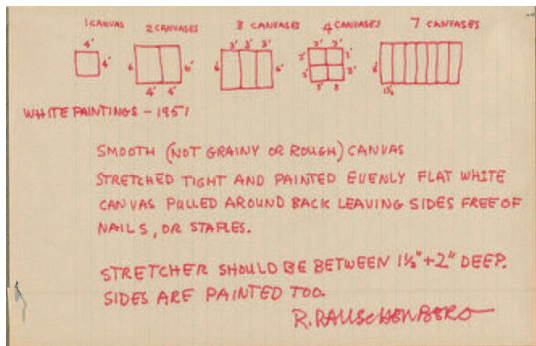 1 CANVAS 2 CANVASES 3 CANVASES 4 CANVASES 7 CANVASES
4' 3' 3' 3' 3' 3'
4' 6' 6' 6' 2' 2' 6'
4' 4' 3' 3' 1½
WHITE PAINTINGS - 1951
SMOOTH (NOT GRAINY OR ROUGH) CANVAS
STRETCHED TIGHT AND PAINTED EVENLY FLAT WHITE
CANVAS PULLED AROUND BACK LEAVING SIDES FREE OF
NAILS, OR STAPLES.
STRETCHER SHOULD BE BETWEEN 1½"+2" DEEP.
SIDES ARE PAINTED TOO.
R. RAUSCHENBERG